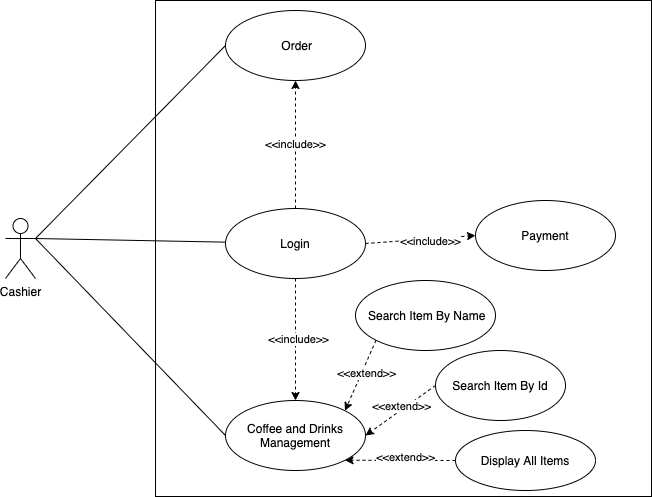 Order
<<include>>
Login
<<include>>
Payment
Cashier
Search Item By Name
<<include>>
<<extend>>
Search Item By Id
<<extend>>
Coffee and Drinks
Management
<<extend>>
Display All Items